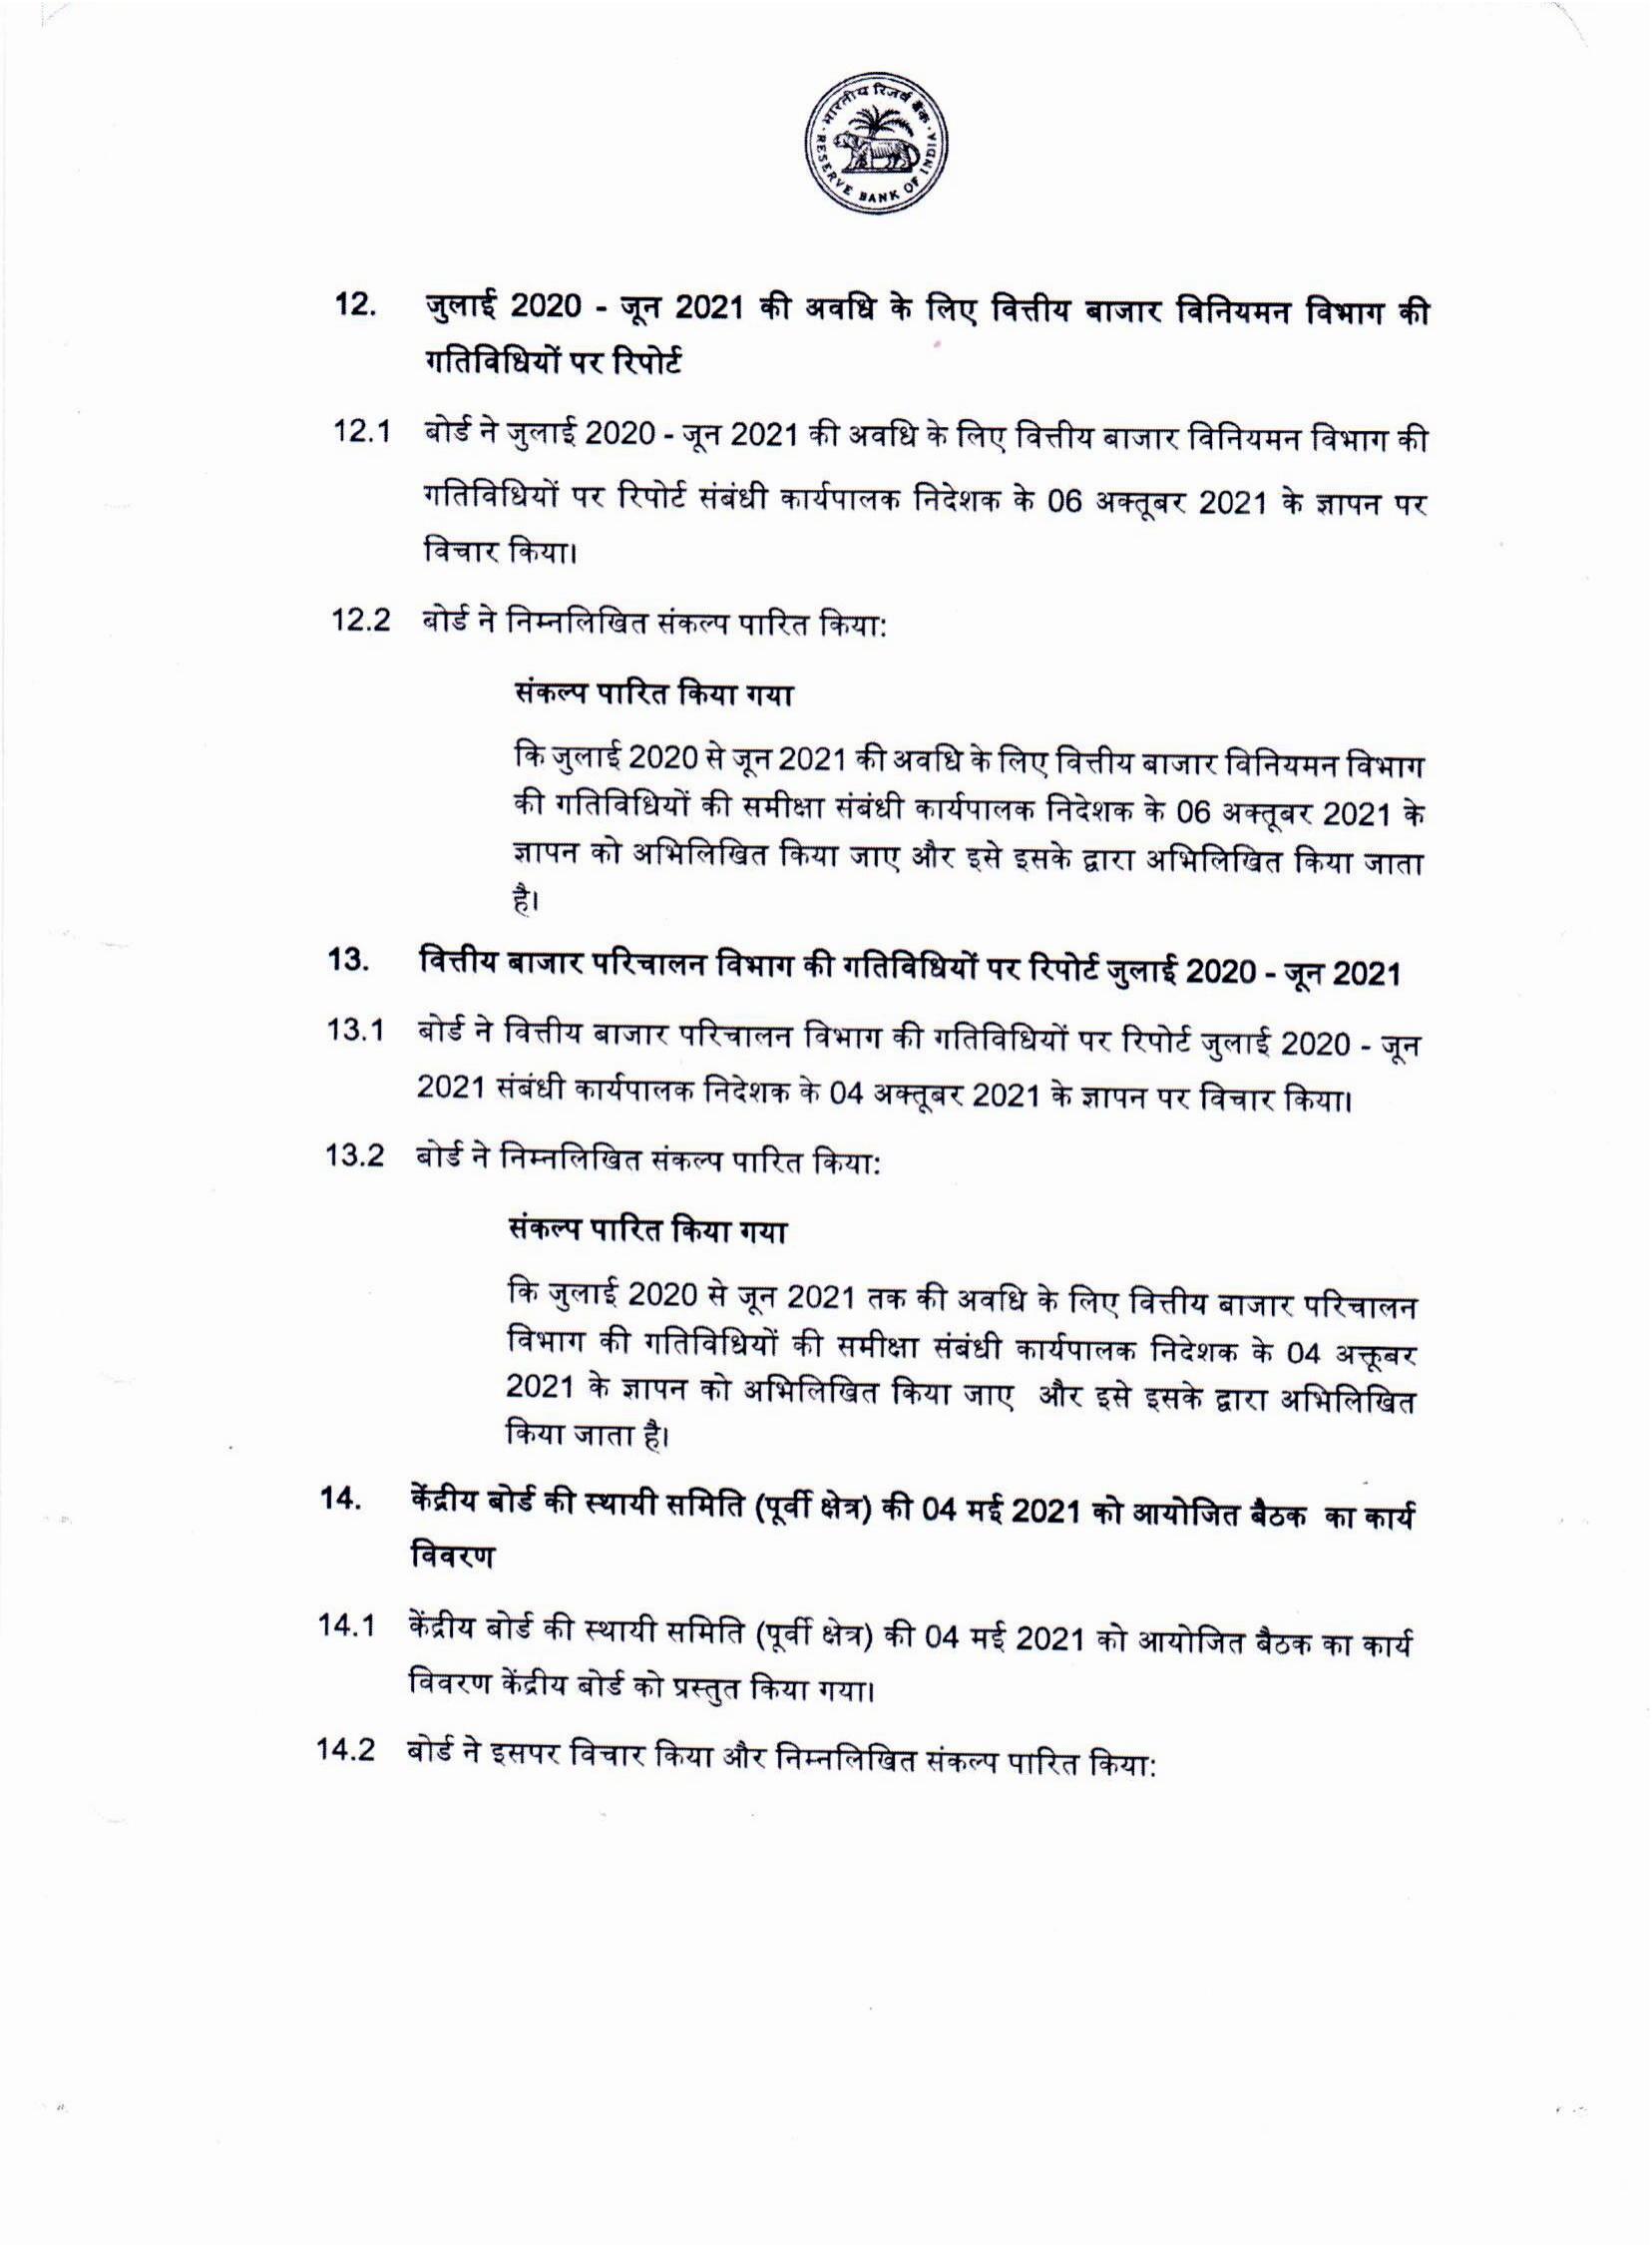 भारतीय रिज़र्व बैंक
RESERVE BANK OF INDIA
12. जुलाई 2020 - जून 2021 की अवधि के लिए वित्तीय बाजार विनियमन विभाग की
गतिविधियों पर रिपोर्ट
12.1 बोर्ड ने जुलाई 2020 - जून 2021 की अवधि के लिए वित्तीय बाजार विनियमन विभाग की
गतिविधियों पर रिपोर्ट संबंधी कार्यपालक निदेशक के 06 अक्तूबर 2021 के ज्ञापन पर
विचार किया।
12.2 बोर्ड ने निम्नलिखित संकल्प पारित किया:
संकल्प पारित किया गया
कि जुलाई 2020 से जून 2021 की अवधि के लिए वित्तीय बाजार विनियमन विभाग
की गतिविधियों की समीक्षा संबंधी कार्यपालक निदेशक के 06 अक्तूबर 2021 के
ज्ञापन को अभिलिखित किया जाए और इसे इसके द्वारा अभिलिखित किया जाता
है।
13. वित्तीय बाजार परिचालन विभाग की गतिविधियों पर रिपोर्ट जुलाई 2020 - जून 2021
13.1 बोर्ड ने वित्तीय बाजार परिचालन विभाग की गतिविधियों पर रिपोर्ट जुलाई 2020 - जून
2021 संबंधी कार्यपालक निदेशक के 04 अक्तूबर 2021 के ज्ञापन पर विचार किया।
13.2 बोर्ड ने निम्नलिखित संकल्प पारित किया:
संकल्प पारित किया गया
कि जुलाई 2020 से जून 2021 तक की अवधि के लिए वित्तीय बाजार परिचालन
विभाग की गतिविधियों की समीक्षा संबंधी कार्यपालक निदेशक के 04 अक्तूबर
2021 के ज्ञापन को अभिलिखित किया जाए और इसे इसके द्वारा अभिलिखित
किया जाता है।
14. केंद्रीय बोर्ड की स्थायी समिति (पूर्वी क्षेत्र) की 04 मई 2021 को आयोजित बैठक का कार्य
विवरण
14.1 केंद्रीय बोर्ड की स्थायी समिति (पूर्वी क्षेत्र) की 04 मई 2021 को आयोजित बैठक का कार्य
विवरण केंद्रीय बोर्ड को प्रस्तुत किया गया।
14.2 बोर्ड ने इसपर विचार किया और निम्नलिखित संकल्प पारित किया: